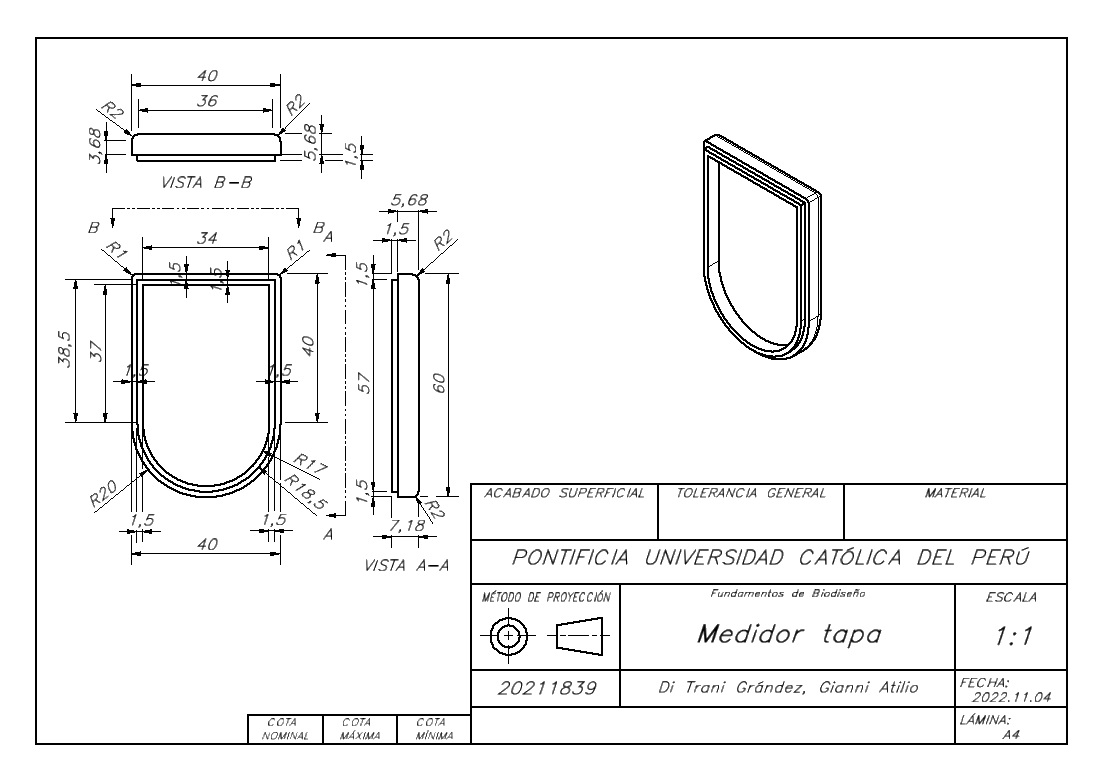 40
36
R2
R2
3,68
5,68
1,5
VISTA B-B
B
B
A
R1
R1
34
1,5
1,5
38,5
37
40
1,5
1,5
R17
R18,5
R20
1,5
1,5
40
A
5,68
1,5
R2
1,5
57
60
1,5
R2
7,18
VISTA A-A
ACABADO SUPERFICIAL
TOLERANCIA GENERAL
MATERIAL
PONTIFICIA UNIVERSIDAD CATÓLICA DEL PERÚ
MÉTODO DE PROYECCIÓN
Fundamentos de Biodiseño
Medidor tapa
ESCALA
1:1
20211839
Di Trani Grández, Gianni Atilio
FECHA:
2022.11.04
LÁMINA:
A4
COTA
NOMINAL
COTA
MÁXIMA
COTA
MÍNIMA